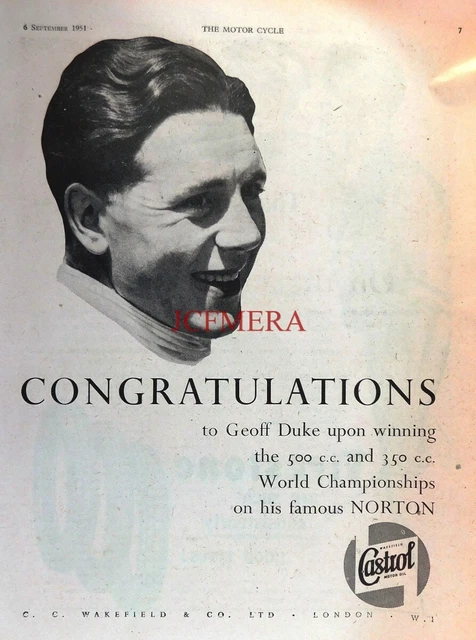 6 SEPTEMBER 1951
THE MOTOR CYCLE
7
JCFMERA
CONGRATULATIONS
to Geoff Duke upon winning
the 500 c.c. and 350 c.c.
World Championships
on his famous NORTON
WAKEFIELD
Castrol
MOTOR OIL
C. C. WAKEFIELD & CO. LTD · LONDON · W.1